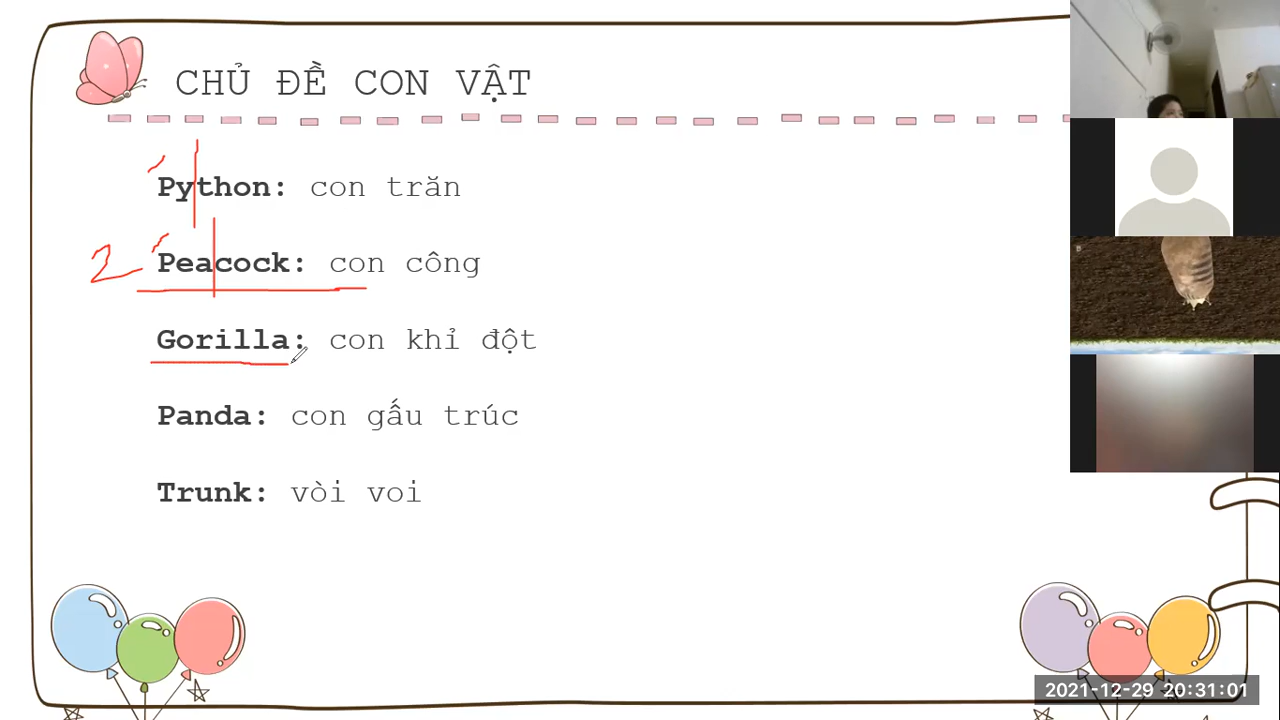 CHỦ ĐỀ CON VẬT
Python: con trăn
2 Peacock: con công
Gorilla: con khỉ đột
Panda: con gấu trúc
Trunk: vòi voi
2021-12-29 20:31:01